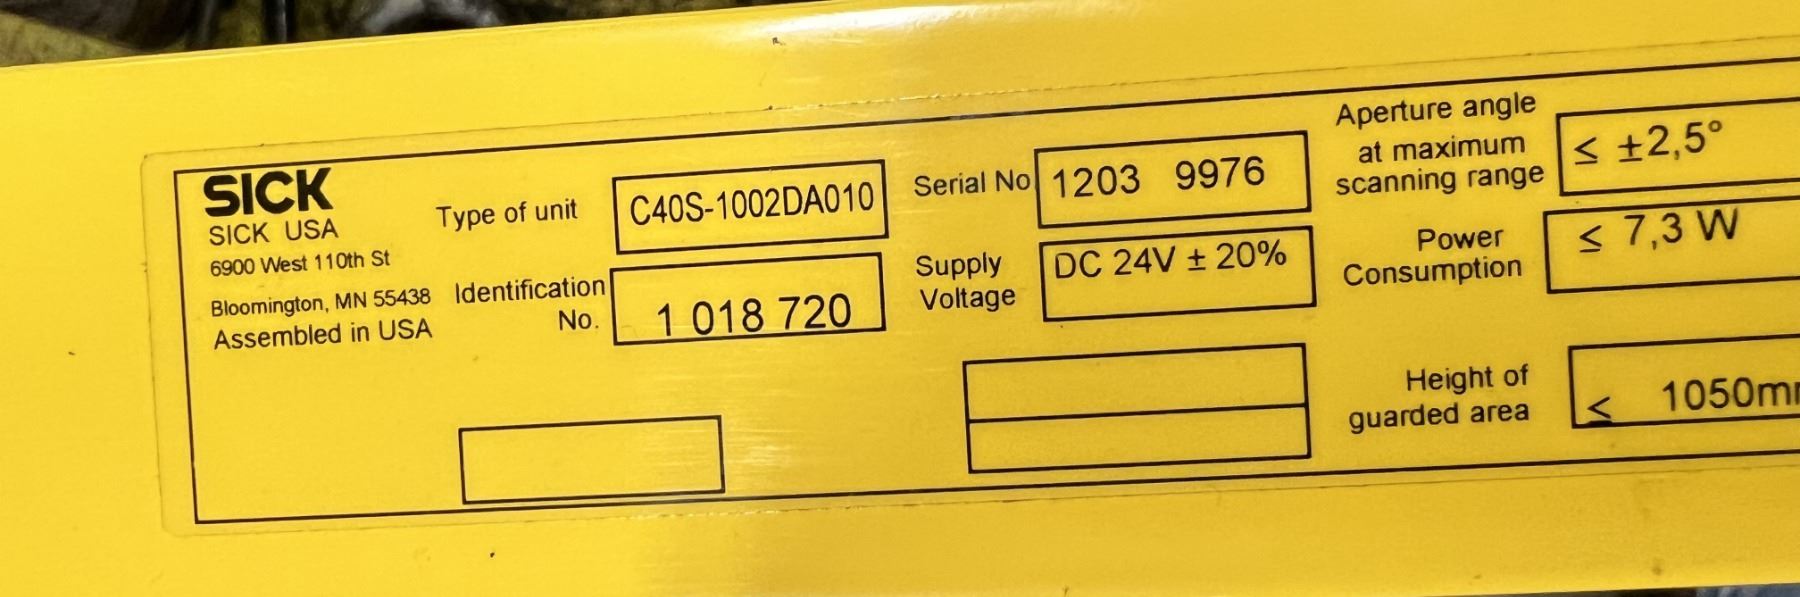 SICK
SICK USA
6900 West 110th St
Bloomington, MN 55438
Assembled in USA
Type of unit
C40S-1002DA010
Identification
No.
1 018 720
Serial No
1203 9976
Supply
Voltage
DC 24V ± 20%
Aperture angle
at maximum
scanning range
≤ ±2,5°
Power
Consumption
≤ 7,3 W
Height of
guarded area
≤ 1050m